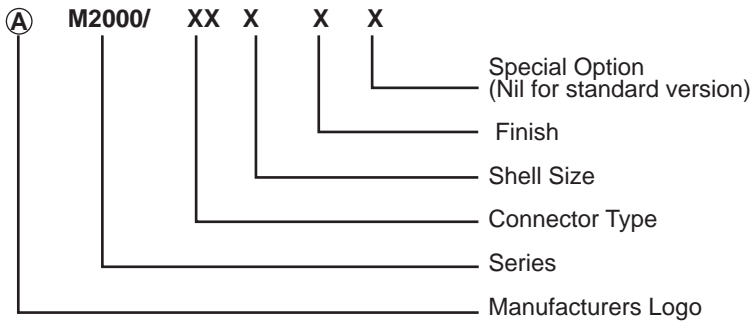 A M2000/ XX X X X
Special Option
(Nil for standard version)
Finish
Shell Size
Connector Type
Series
Manufacturers Logo